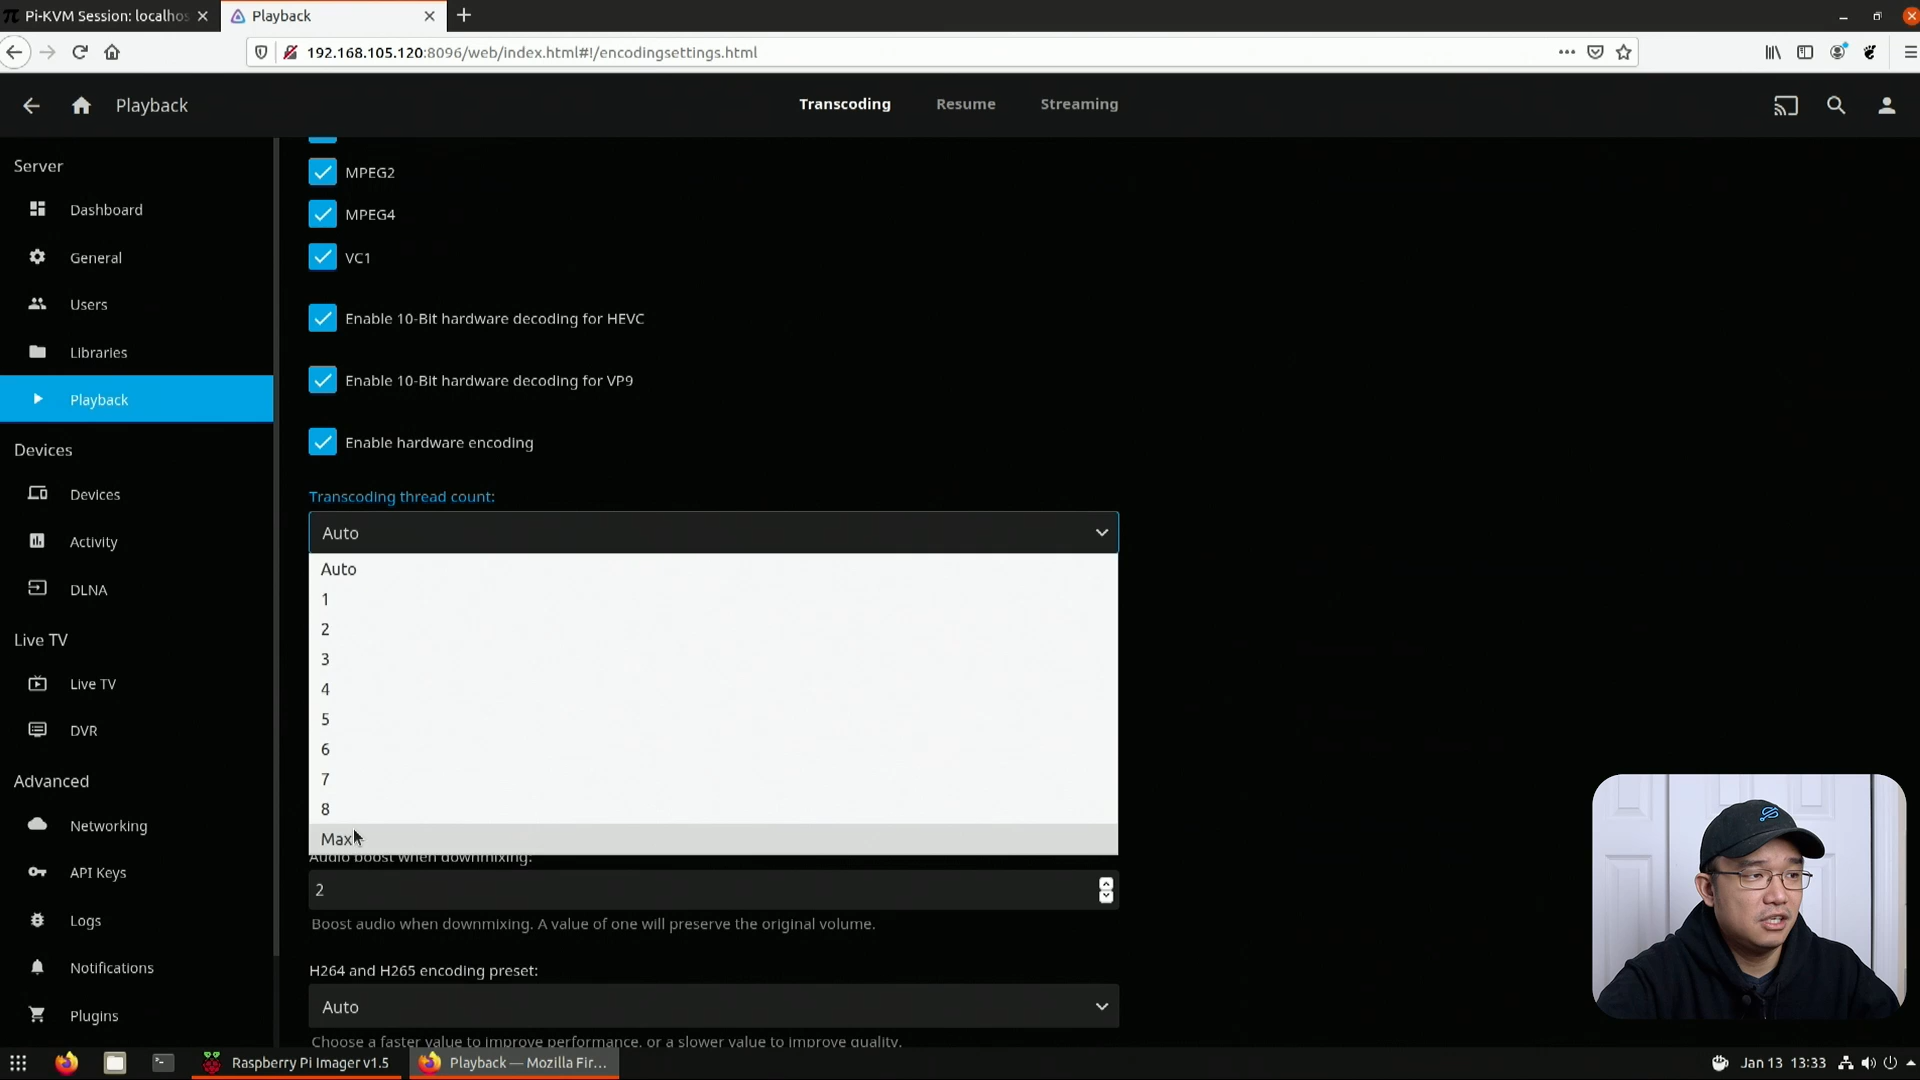 Pi-KVM Session: localhos
Playback
192.168.105.120:8096/web/index.html#!/encodingsettings.html
Playback
Transcoding
Resume
Streaming
Server
Dashboard
General
Users
Libraries
Playback
Devices
Devices
Activity
DLNA
Live TV
Live TV
DVR
Advanced
Networking
API Keys
Logs
Notifications
Plugins
MPEG2
MPEG4
VC1
Enable 10-Bit hardware decoding for HEVC
Enable 10-Bit hardware decoding for VP9
Enable hardware encoding
Transcoding thread count:
Auto
Auto
1
2
3
4
5
6
7
8
Max
Audio boost when downmixing:
2
Boost audio when downmixing. A value of one will preserve the original volume.
H264 and H265 encoding preset:
Auto
Choose a faster value to improve performance, or a slower value to improve quality.
Raspberry Pi Imager v1.5
Playback — Mozilla Fir...
Jan 13 13:33